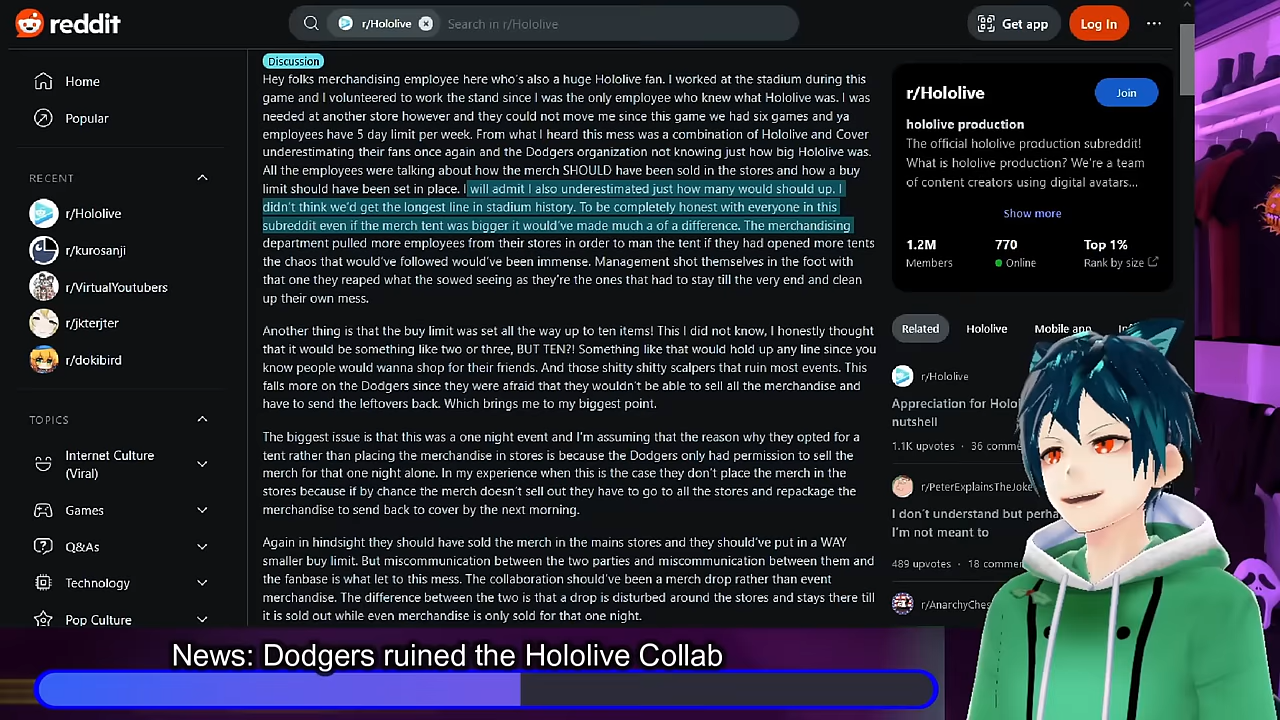 reddit
r/Hololive
Search in r/Hololive
Get app
Log In
Home
Popular
RECENT
r/Hololive
r/kurosanji
r/VirtualYoutubers
r/jkterjter
r/dokibird
TOPICS
Internet Culture
(Viral)
Games
Q&As
Technology
Pop Culture
Discussion
Hey folks merchandising employee here who's also a huge Hololive fan. I worked at the stadium during this
game and I volunteered to work the stand since I was the only employee who knew what Hololive was. I was
needed at another store however and they could not move me since this game we had six games and ya
employees have 5 day limit per week. From what I heard this mess was a combination of Hololive and Cover
underestimating their fans once again and the Dodgers organization not knowing just how big Hololive was.
All the employees were talking about how the merch SHOULD have been sold in the stores and how a buy
limit should have been set in place. I will admit I also underestimated just how many would should up. I
didn't think we'd get the longest line in stadium history. To be completely honest with everyone in this
subreddit even if the merch tent was bigger it would've made much a of a difference. The merchandising
department pulled more employees from their stores in order to man the tent if they had opened more tents
the chaos that would've followed would've been immense. Management shot themselves in the foot with
that one they reaped what the sowed seeing as they're the ones that had to stay till the very end and clean
up their own mess.
Another thing is that the buy limit was set all the way up to ten items! This I did not know, I honestly thought
that it would be something like two or three, BUT TEN?! Something like that would hold up any line since you
know people would wanna shop for their friends. And those shitty shitty scalpers that ruin most events. This
falls more on the Dodgers since they were afraid that they wouldn't be able to sell all the merchandise and
have to send the leftovers back. Which brings me to my biggest point.
The biggest issue is that this was a one night event and I'm assuming that the reason why they opted for a
tent rather than placing the merchandise in stores is because the Dodgers only had permission to sell the
merch for that one night alone. In my experience when this is the case they don't place the merch in the
stores because if by chance the merch doesn't sell out they have to go to all the stores and repackage the
merchandise to send back to cover by the next morning.
Again in hindsight they should have sold the merch in the mains stores and they should've put in a WAY
smaller buy limit. But miscommunication between the two parties and miscommunication between them and
the fanbase is what let to this mess. The collaboration should've been a merch drop rather than event
merchandise. The difference between the two is that a drop is disturbed around the stores and stays there till
it is sold out while even merchandise is only sold for that one night.
r/Hololive
Join
hololive production
The official hololive production subreddit!
What is hololive production? We're a team
of content creators using digital avatars...
Show more
1.2M
770
Top 1%
Members
Online
Rank by size
Related
Hololive
Mobile app
r/Hololive
Appreciation for Holo
nutshell
1.1K upvotes · 36 comme
r/PeterExplainsTheJoke
I don't understand but perha
I'm not meant to
489 upvotes · 18 commen
r/AnarchyChes
News: Dodgers ruined the Hololive Collab